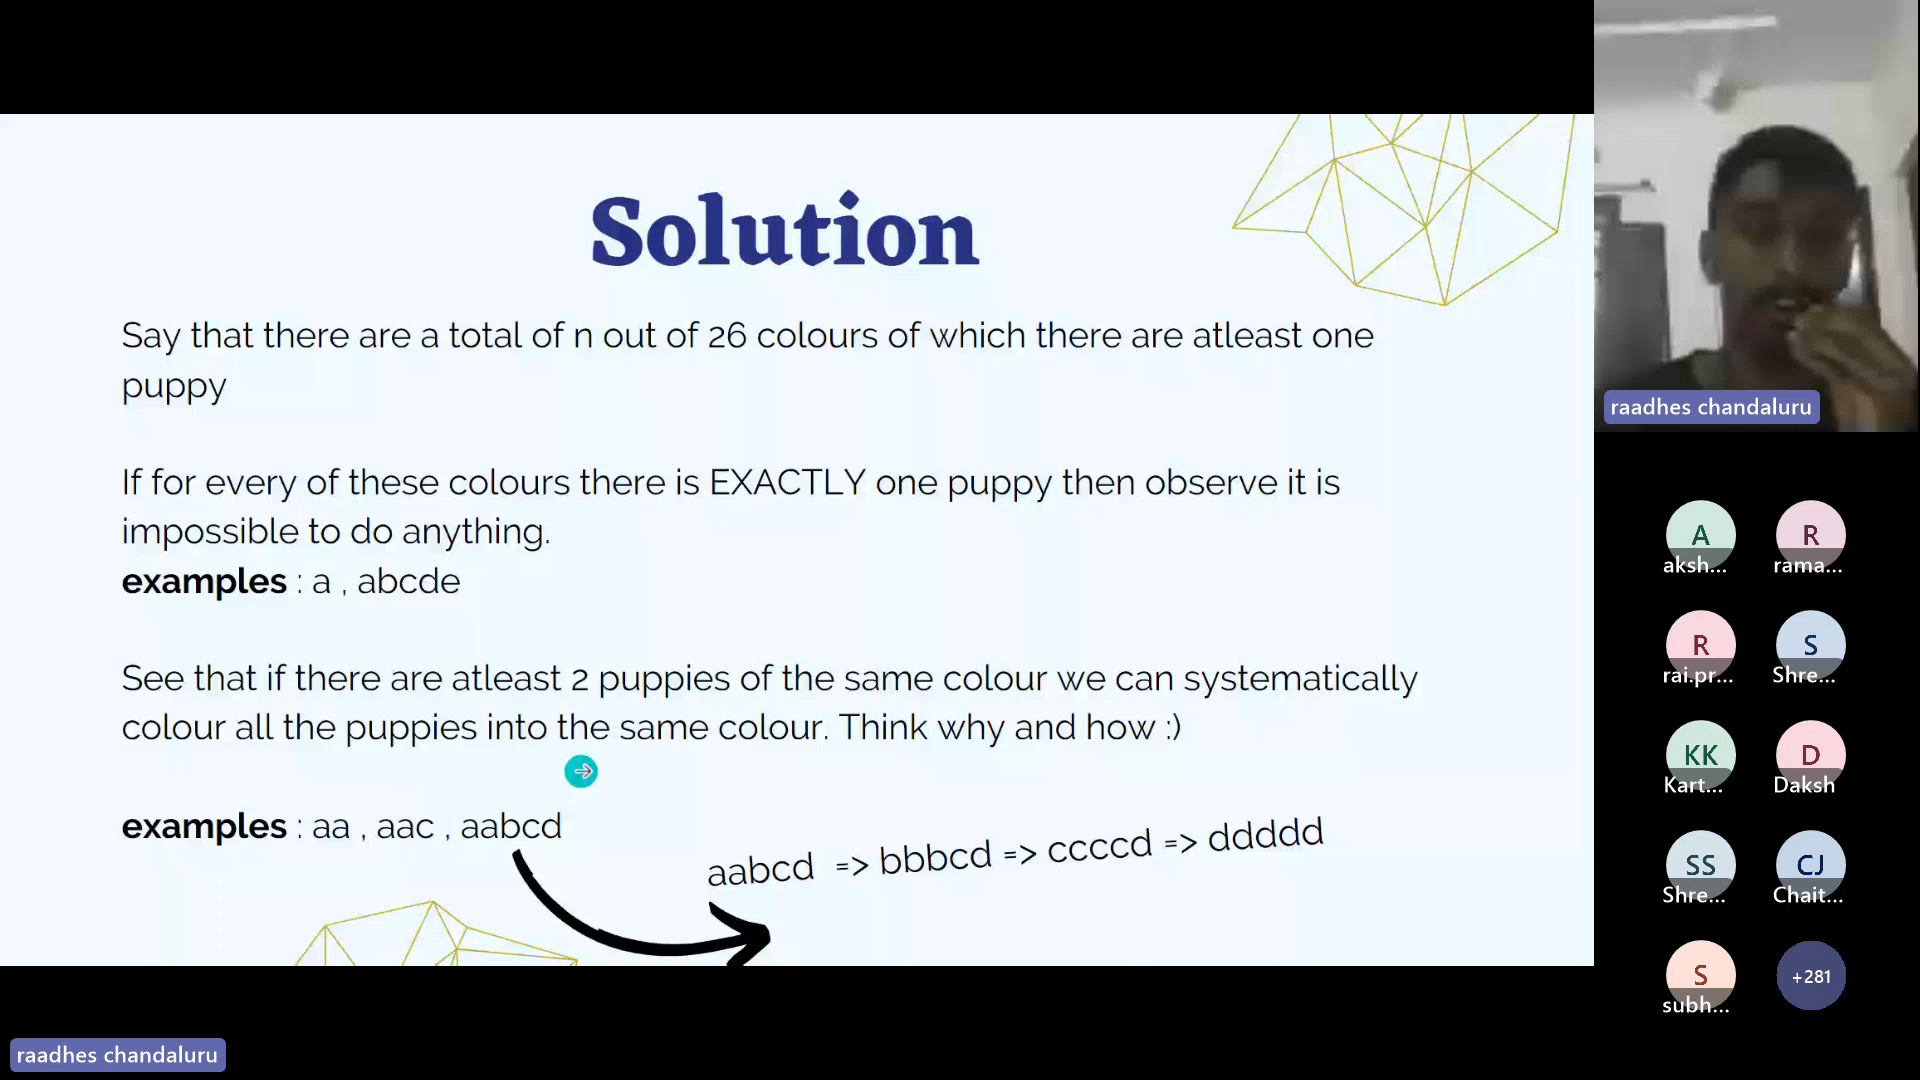 Solution
Say that there are a total of n out of 26 colours of which there are atleast one
puppy
If for every of these colours there is EXACTLY one puppy then observe it is
impossible to do anything.
examples : a , abcde
See that if there are atleast 2 puppies of the same colour we can systematically
colour all the puppies into the same colour. Think why and how :)
examples : aa , aac , aabcd
aabcd => bbbcd => ccccd => ddddd
raadhes chandaluru
A
aksh...
R
rama...
R
rai.pr...
S
Shre...
KK
Kart...
D
Daksh
SS
Shre...
CJ
Chait...
S
subh...
+281
raadhes chandaluru